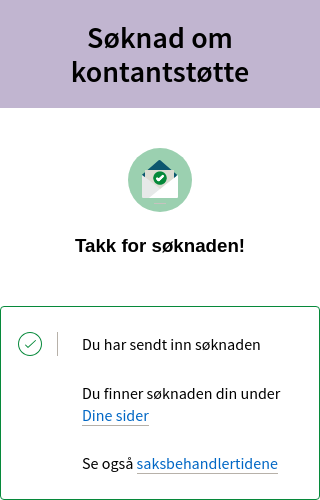 Søknad om
kontantstøtte
Takk for søknaden!
Du har sendt inn søknaden
Du finner søknaden din under
Dine sider
Se også saksbehandlertidene